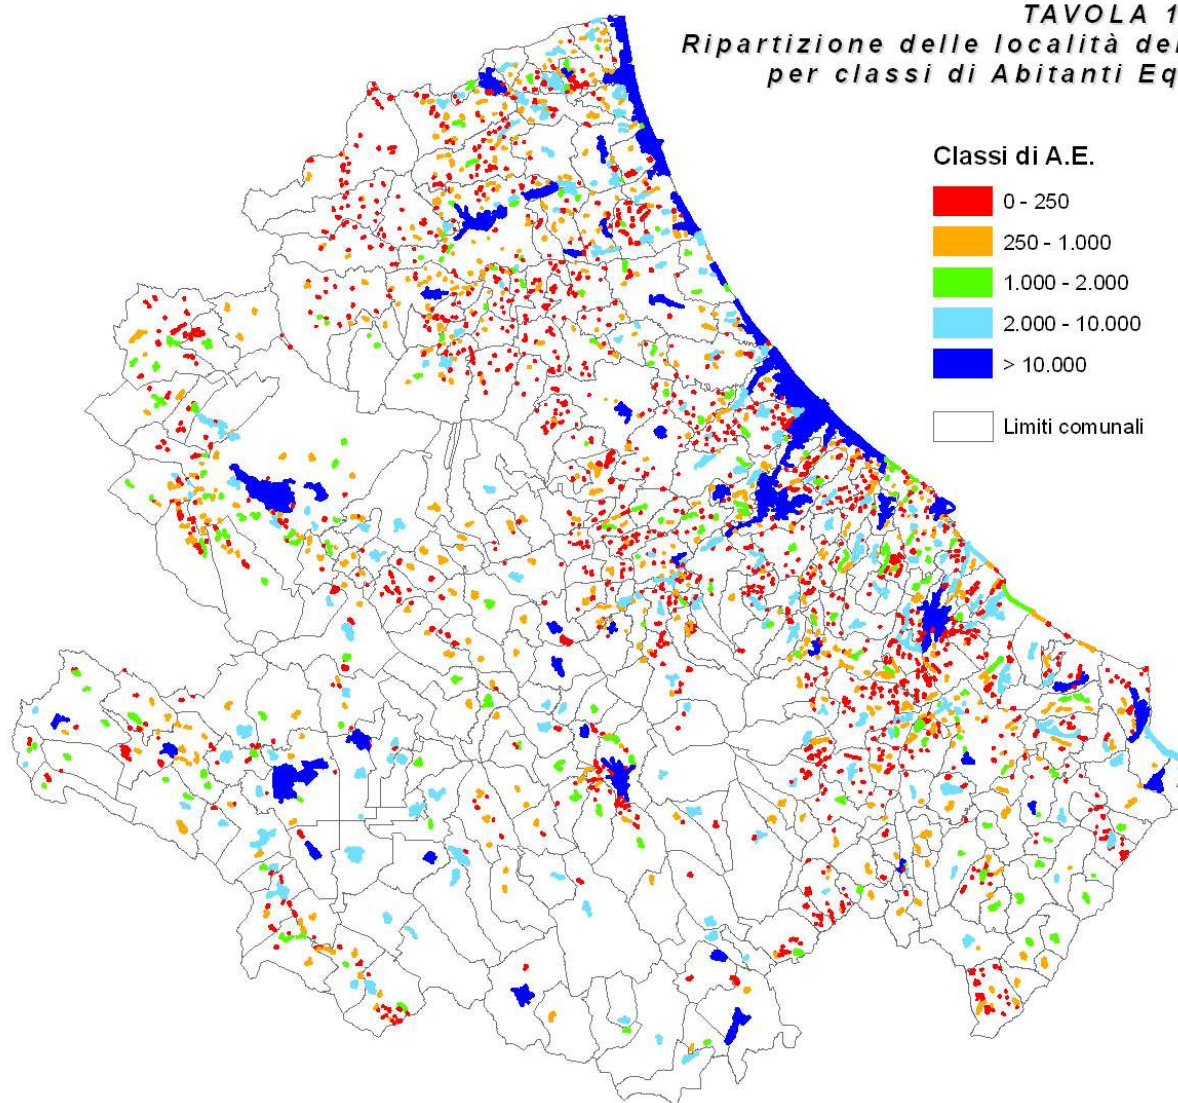 TAVOLA 1
Ripartizione delle località del
per classi di Abitanti Eq
Classi di A.E.
0 - 250
250 - 1.000
1.000 - 2.000
2.000 - 10.000
> 10.000
Limiti comunali